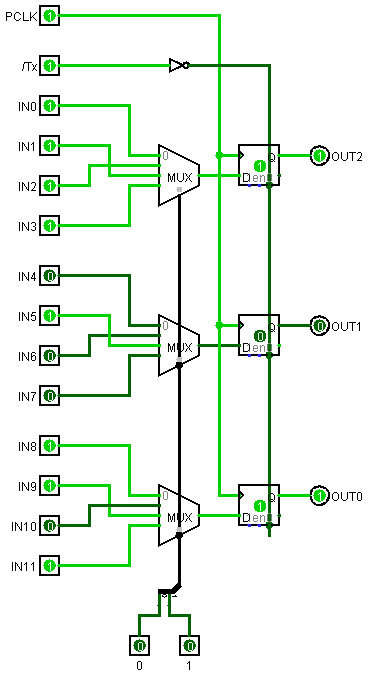 PCLK 1
/Tx 1
IN0 1
IN1 1
IN2 1
IN3 1
0 MUX
D Q en 1
1 OUT2
IN4 0
IN5 1
IN6 0
IN7 0
0 MUX
D Q en 0
0 OUT1
IN8 1
IN9 1
IN10 0
IN11 1
0 MUX
D Q en 1
1 OUT0
0 0
0 1